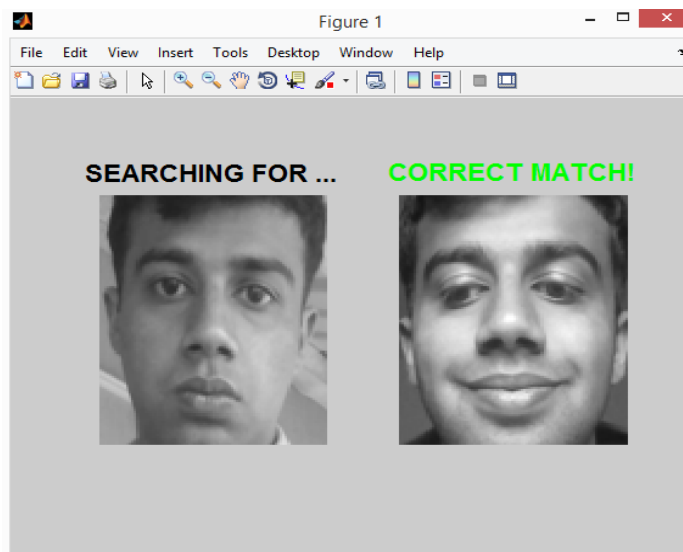 Figure 1
File Edit View Insert Tools Desktop Window Help
SEARCHING FOR ... CORRECT MATCH!